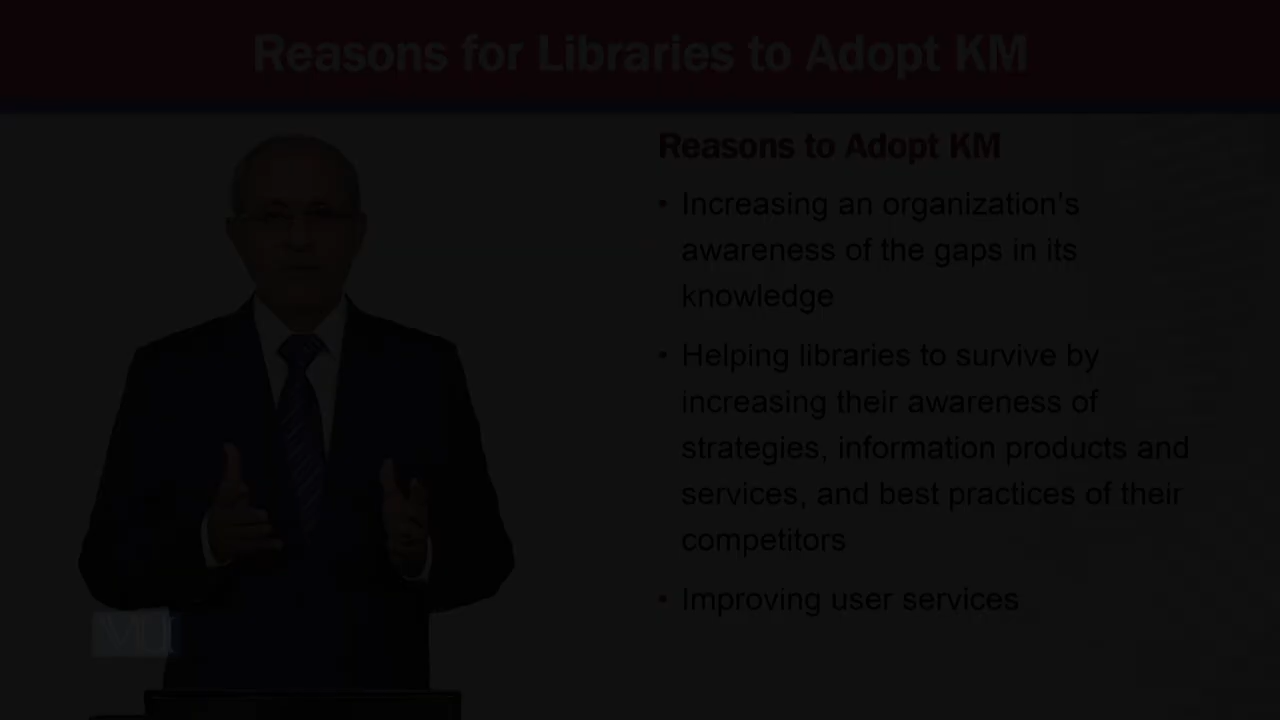 Reasons for Libraries to Adopt KM
Reasons to Adopt KM
• Increasing an organization's
awareness of the gaps in its
knowledge
• Helping libraries to survive by
increasing their awareness of
strategies, information products and
services, and best practices of their
competitors
• Improving user services